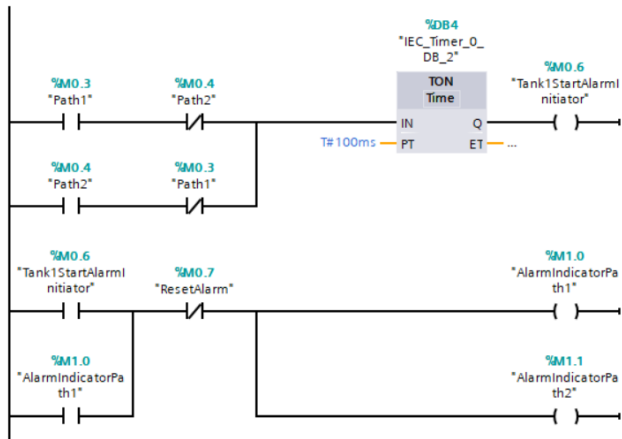 %DB4
"IEC_Timer_0_
DB_2"
%M0.3
"Path1"
%M0.4
"Path2"
TON
Time
%M0.6
"Tank1StartAlarmI
nitiator"
IN
Q
T#100ms
PT
ET
...
%M0.4
"Path2"
%M0.3
"Path1"
%M0.6
"Tank1StartAlarmI
nitiator"
%M0.7
"ResetAlarm"
%M1.0
"AlarmIndicatorPa
th1"
%M1.0
"AlarmIndicatorPa
th1"
%M1.1
"AlarmIndicatorPa
th2"